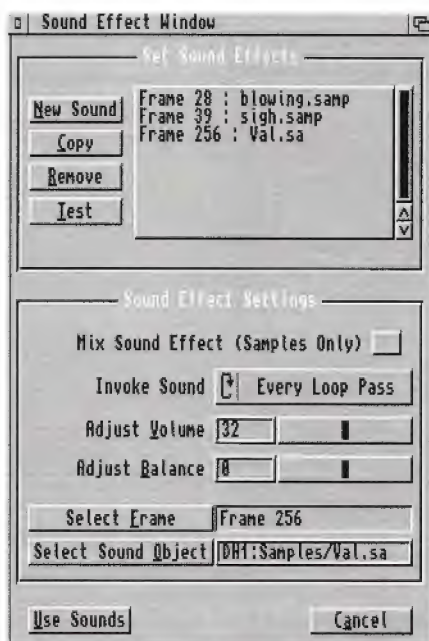 Sound Effect Window
Set Sound Effects
New Sound
Copy
Remove
Test
Frame 28 : blowing.samp
Frame 39 : sigh.samp
Frame 256 : Val.sa
Sound Effect Settings
Mix Sound Effect (Samples Only)
Invoke Sound Every Loop Pass
Adjust Volume 32
Adjust Balance 0
Select Frame Frame 256
Select Sound Object DH1:Samples/Val.sa
Use Sounds Cancel